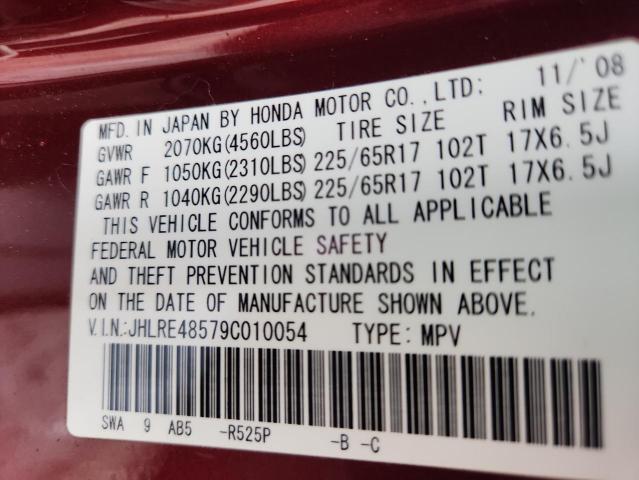 MFD. IN JAPAN BY HONDA MOTOR CO.,LTD: 11/'08
GVWR 2070KG(4560LBS) TIRE SIZE RIM SIZE
GAWR F 1050KG(2310LBS) 225/65R17 102T 17X6.5J
GAWR R 1040KG(2290LBS) 225/65R17 102T 17X6.5J
THIS VEHICLE CONFORMS TO ALL APPLICABLE
FEDERAL MOTOR VEHICLE SAFETY
AND THEFT PREVENTION STANDARDS IN EFFECT
ON THE DATE OF MANUFACTURE SHOWN ABOVE.
V.I.N.:JHLRE48579C010054 TYPE: MPV
SWA 9 AB5 -R525P -B -C